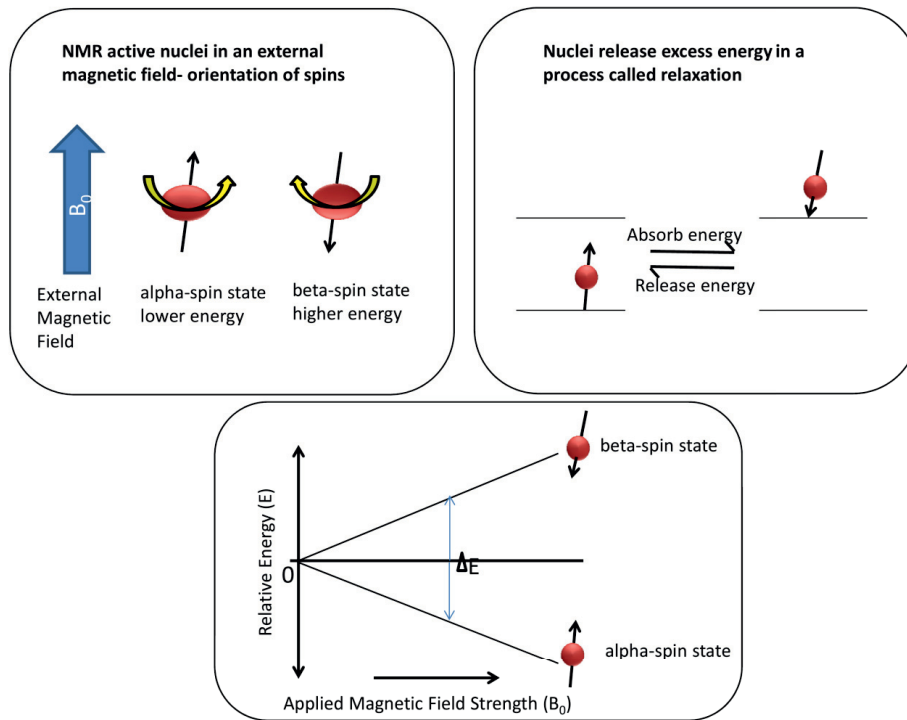 NMR active nuclei in an external
magnetic field- orientation of spins
B₀
External
Magnetic
Field
alpha-spin state
lower energy
beta-spin state
higher energy
Nuclei release excess energy in a
process called relaxation
Absorb energy
Release energy
Relative Energy (E)
0
ΔE
beta-spin state
alpha-spin state
Applied Magnetic Field Strength (B₀)